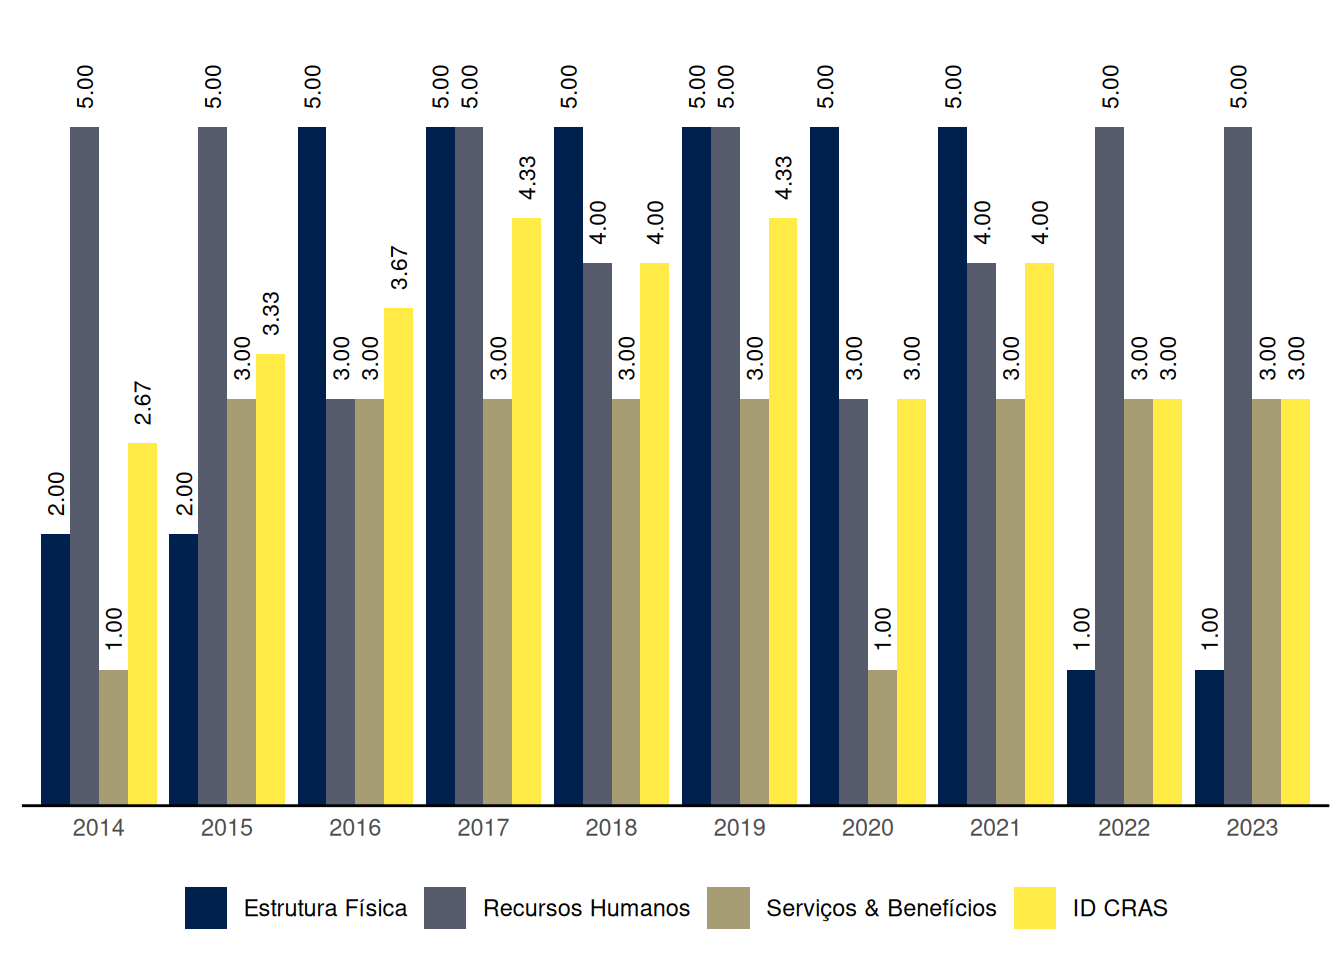 5.00 5.00 5.00 5.00 5.00 5.00 5.00 5.00 5.00 5.00 5.00 5.00
4.33 4.33
4.00 4.00 4.00 4.00
3.67
3.33
3.00 3.00 3.00 3.00 3.00 3.00 3.00 3.00 3.00 3.00 3.00 3.00 3.00
2.67
2.00 2.00
1.00 1.00 1.00 1.00
2014 2015 2016 2017 2018 2019 2020 2021 2022 2023
Estrutura Física Recursos Humanos Serviços & Benefícios ID CRAS